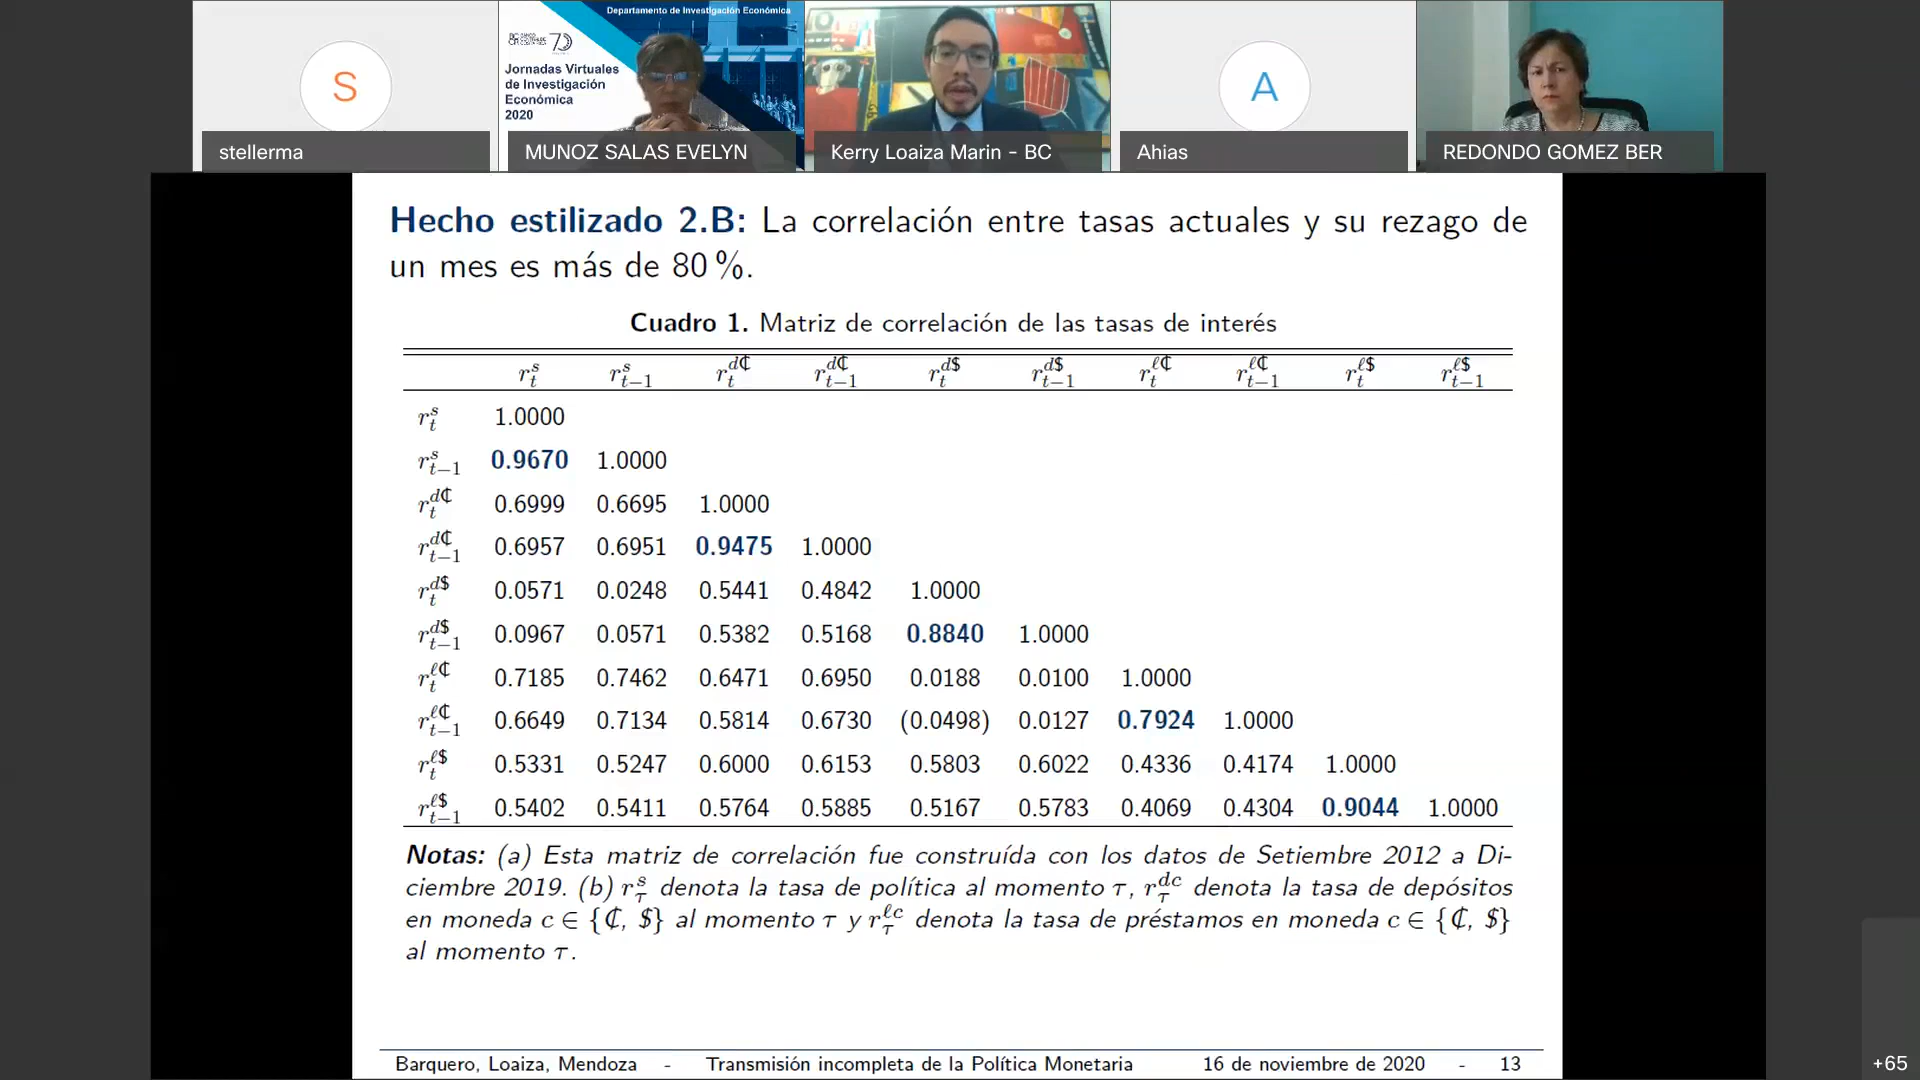 Departamento de Investigación Económica
Jornadas Virtuales
de Investigación
Económica
2020
S
A
stellerma
MUNOZ SALAS EVELYN
Kerry Loaiza Marin - BC
Ahias
REDONDO GOMEZ BER
Hecho estilizado 2.B: La correlación entre tasas actuales y su rezago de
un mes es más de 80 %.
Cuadro 1. Matriz de correlación de las tasas de interés
r_t^s r_{t−1}^s r_t^{d₡} r_{t−1}^{d₡} r_t^{d$} r_{t−1}^{d$} r_t^{ℓ₡} r_{t−1}^{ℓ₡} r_t^{ℓ$} r_{t−1}^{ℓ$}
r_t^s 1.0000
r_{t−1}^s 0.9670 1.0000
r_t^{d₡} 0.6999 0.6695 1.0000
r_{t−1}^{d₡} 0.6957 0.6951 0.9475 1.0000
r_t^{d$} 0.0571 0.0248 0.5441 0.4842 1.0000
r_{t−1}^{d$} 0.0967 0.0571 0.5382 0.5168 0.8840 1.0000
r_t^{ℓ₡} 0.7185 0.7462 0.6471 0.6950 0.0188 0.0100 1.0000
r_{t−1}^{ℓ₡} 0.6649 0.7134 0.5814 0.6730 (0.0498) 0.0127 0.7924 1.0000
r_t^{ℓ$} 0.5331 0.5247 0.6000 0.6153 0.5803 0.6022 0.4336 0.4174 1.0000
r_{t−1}^{ℓ$} 0.5402 0.5411 0.5764 0.5885 0.5167 0.5783 0.4069 0.4304 0.9044 1.0000
Notas: (a) Esta matriz de correlación fue construída con los datos de Setiembre 2012 a Di-
ciembre 2019. (b) r_τ^s denota la tasa de política al momento τ, r_τ^{dc} denota la tasa de depósitos
en moneda c ∈ {₡, $} al momento τ y r_τ^{ℓc} denota la tasa de préstamos en moneda c ∈ {₡, $}
al momento τ.
Barquero, Loaiza, Mendoza - Transmisión incompleta de la Política Monetaria 16 de noviembre de 2020 - 13
+65